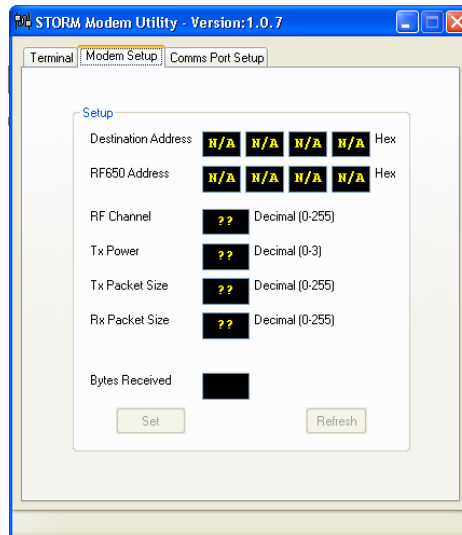 STORM Modem Utility - Version:1.0.7
Terminal Modem Setup Comms Port Setup
Setup
Destination Address N/A N/A N/A N/A Hex
RF650 Address N/A N/A N/A N/A Hex
RF Channel ?? Decimal (0-255)
Tx Power ?? Decimal (0-3)
Tx Packet Size ?? Decimal (0-255)
Rx Packet Size ?? Decimal (0-255)
Bytes Received
Set Refresh